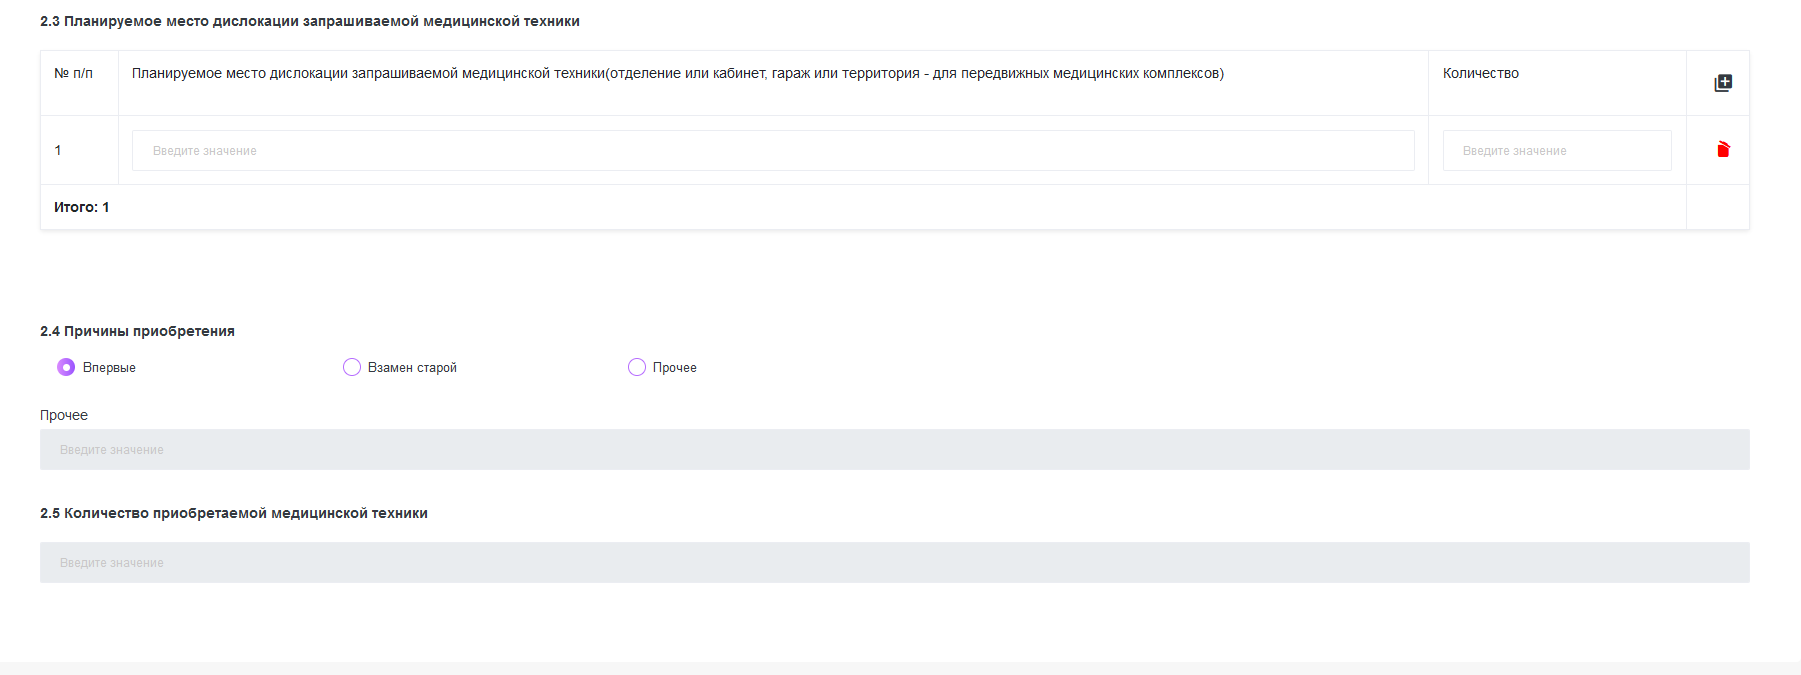 2.3 Планируемое место дислокации запрашиваемой медицинской техники
№ п/п
Планируемое место дислокации запрашиваемой медицинской техники(отделение или кабинет, гараж или территория - для передвижных медицинских комплексов)
Количество
1
Введите значение
Введите значение
Итого: 1
2.4 Причины приобретения
Впервые
Взамен старой
Прочее
Прочее
Введите значение
2.5 Количество приобретаемой медицинской техники
Введите значение